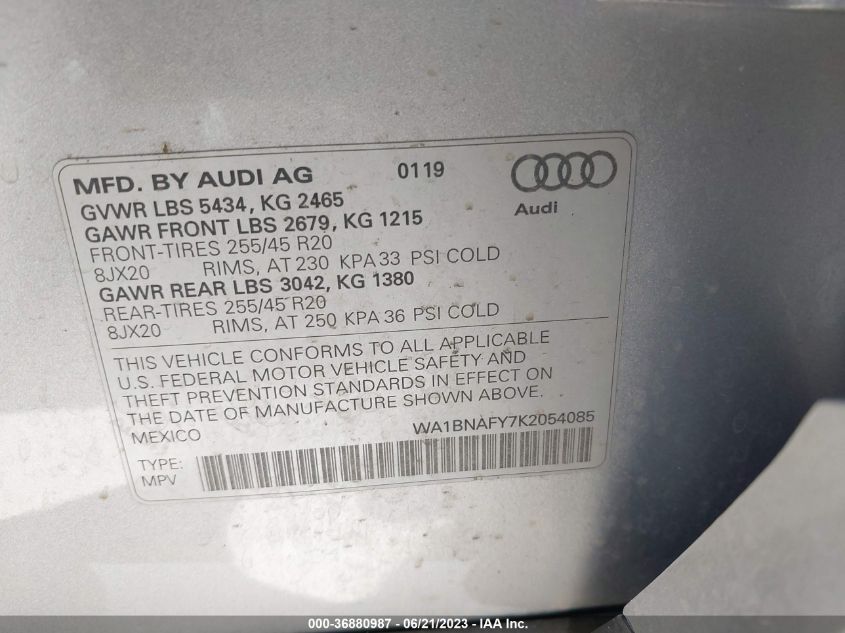 MFD. BY AUDI AG 0119
GVWR LBS 5434, KG 2465
GAWR FRONT LBS 2679, KG 1215
FRONT-TIRES 255/45 R20
8JX20 RIMS, AT 230 KPA 33 PSI COLD
GAWR REAR LBS 3042, KG 1380
REAR-TIRES 255/45 R20
8JX20 RIMS, AT 250 KPA 36 PSI COLD
Audi
THIS VEHICLE CONFORMS TO ALL APPLICABLE
U.S. FEDERAL MOTOR VEHICLE SAFETY AND
THEFT PREVENTION STANDARDS IN EFFECT ON
THE DATE OF MANUFACTURE SHOWN ABOVE.
MEXICO WA1BNAFY7K2054085
TYPE:
MPV
000-36880987 - 06/21/2023 - © IAA Inc.